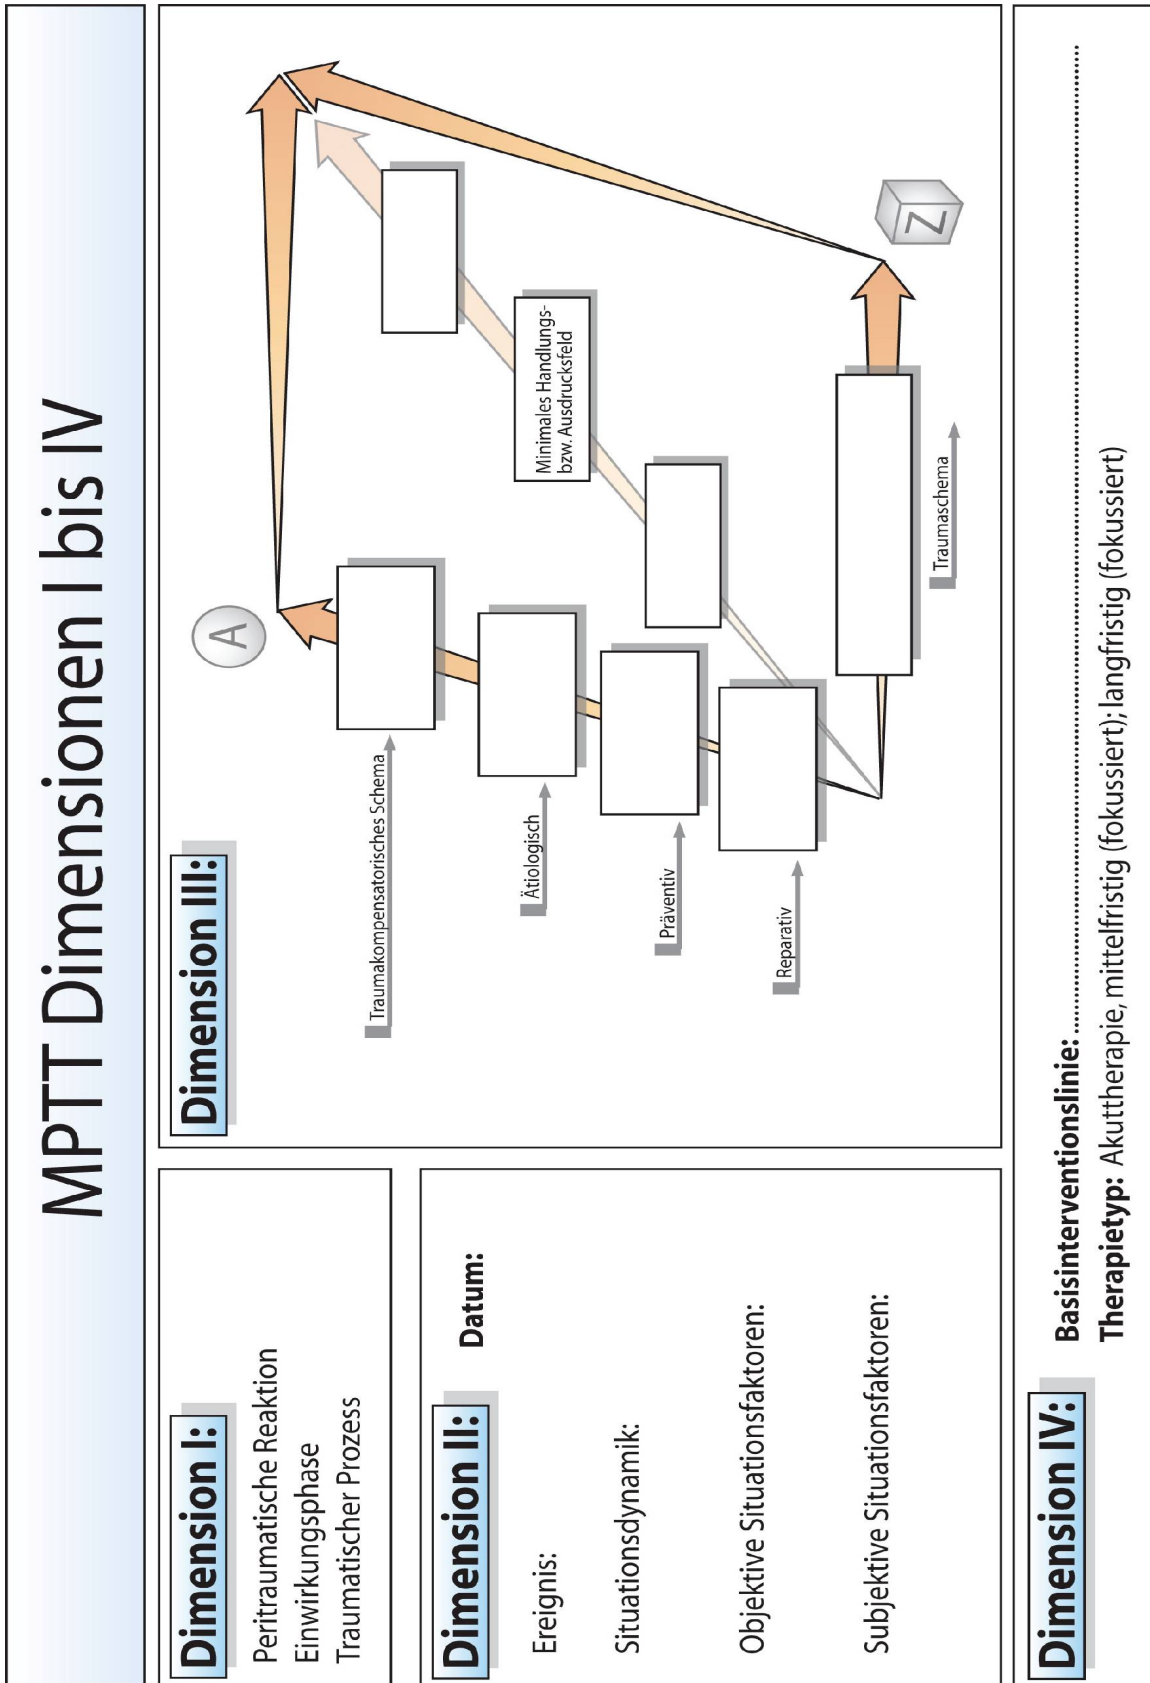 MPTT Dimensionen I bis IV
Dimension I:
Peritraumatische Reaktion
Einwirkungsphase
Traumatischer Prozess
Dimension II:
Datum:
Ereignis:
Situationsdynamik:
Objektive Situationsfaktoren:
Subjektive Situationsfaktoren:
Dimension III:
A
Traumakompensatorisches Schema
Ätiologisch
Präventiv
Reparativ
Minimales Handlungs-
bzw. Ausdrucksfeld
Traumaschema
Z
Dimension IV:
Basisinterventionslinie: ........................................................................
Therapietyp: Akuttherapie, mittelfristig (fokussiert); langfristig (fokussiert)